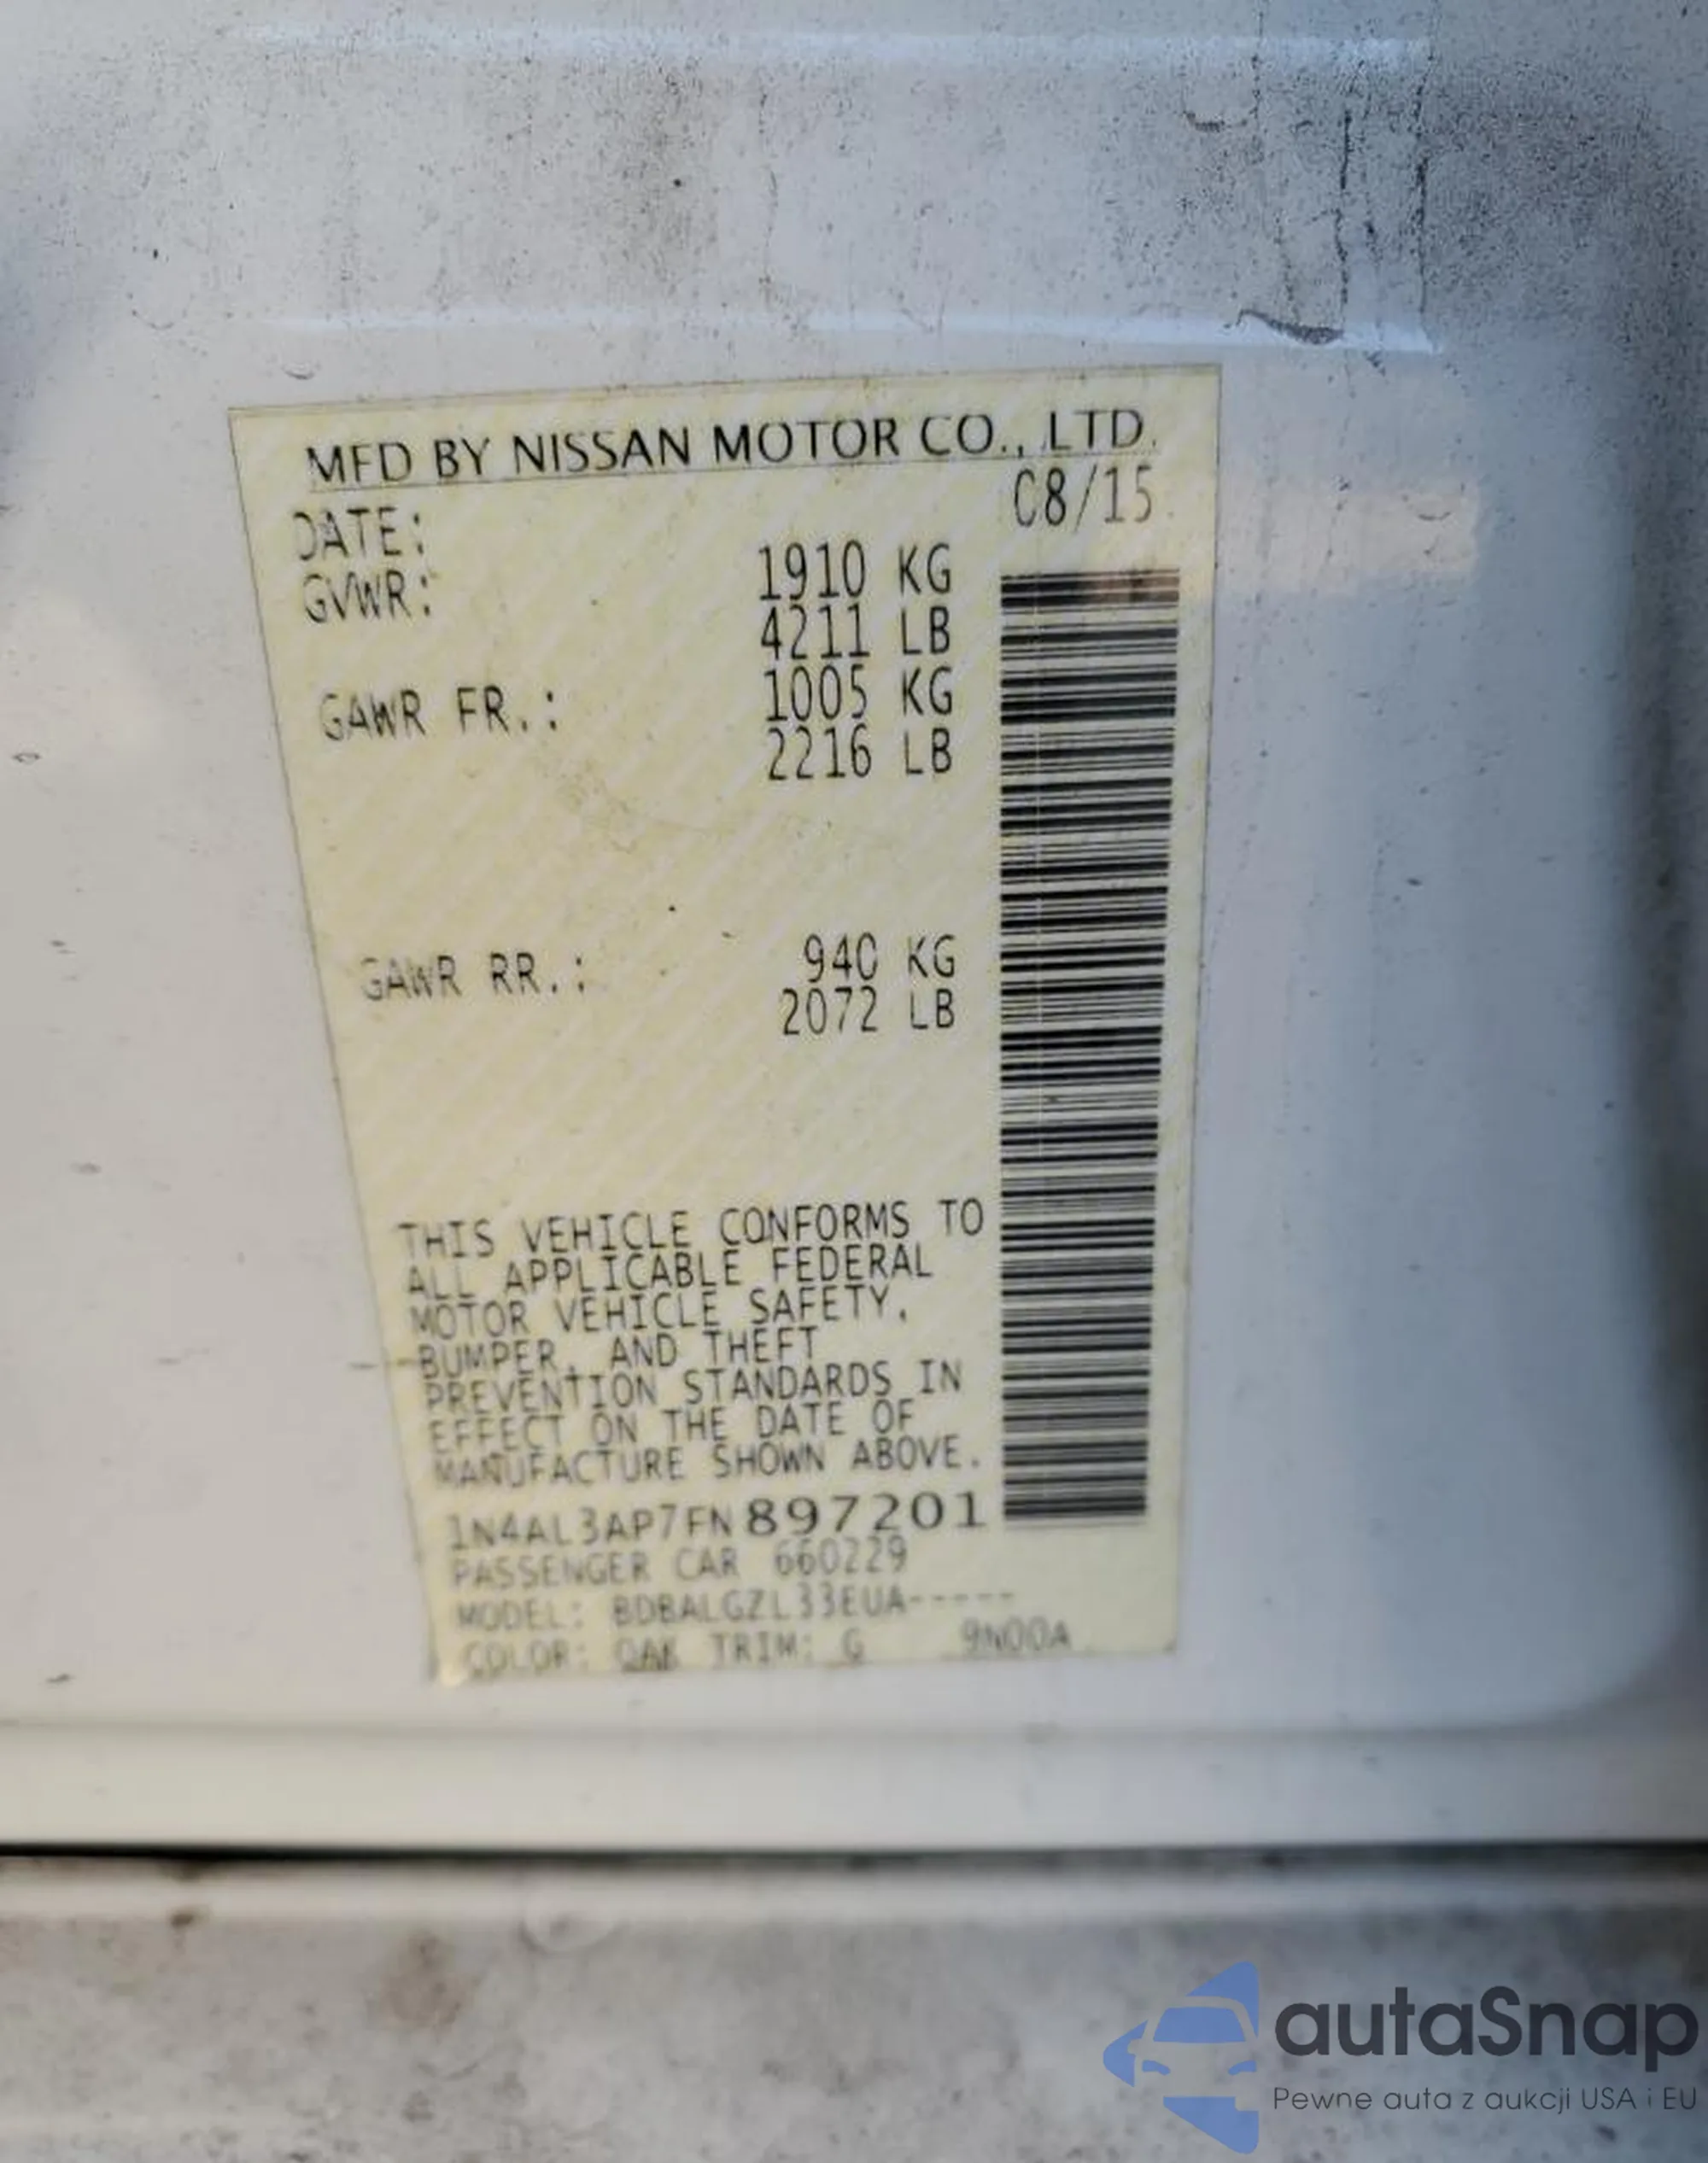 MFD BY NISSAN MOTOR CO., LTD.
DATE: 08/15
GVWR: 1910 KG
4211 LB
GAWR FR.: 1005 KG
2216 LB
GAWR RR.: 940 KG
2072 LB
THIS VEHICLE CONFORMS TO
ALL APPLICABLE FEDERAL
MOTOR VEHICLE SAFETY,
BUMPER, AND THEFT
PREVENTION STANDARDS IN
EFFECT ON THE DATE OF
MANUFACTURE SHOWN ABOVE.
1N4AL3AP7FN897201
PASSENGER CAR 660229
MODEL: BDBALGZL33EUA-----
COLOR: QAK TRIM: G 9N00A
autaSnap
Pewne auta z aukcji USA i EU